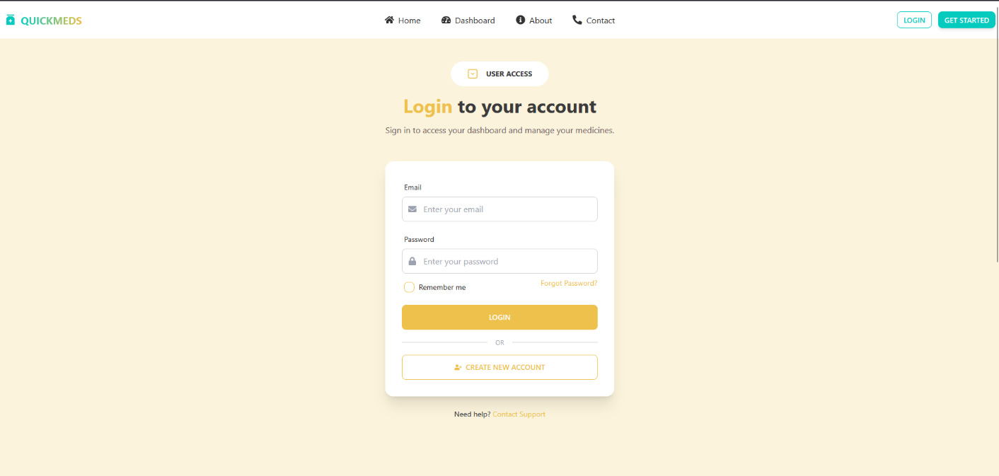 QUICKMEDS Home Dashboard About Contact LOGIN GET STARTED
USER ACCESS
Login to your account
Sign in to access your dashboard and manage your medicines.
Email
Enter your email
Password
Enter your password
Remember me Forgot Password?
LOGIN
OR
CREATE NEW ACCOUNT
Need help? Contact Support